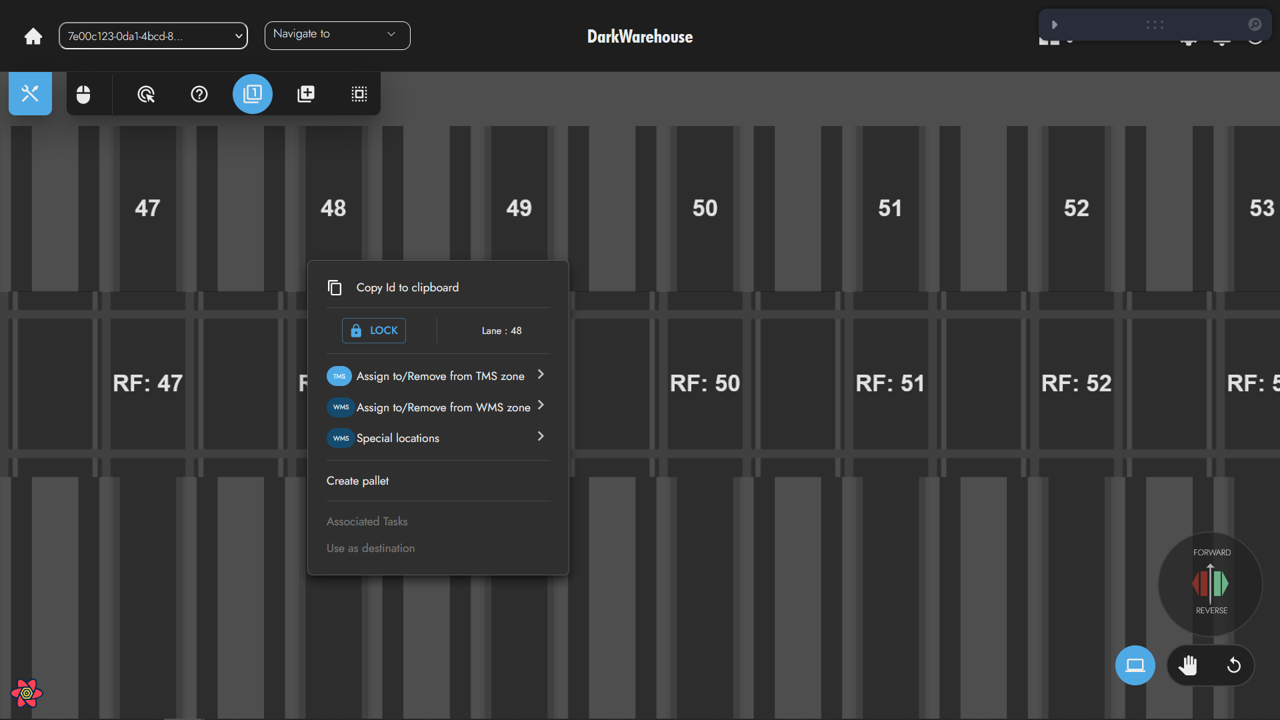 7e00c123-0da1-4bcd-8...
Navigate to
DarkWarehouse
1
47
48
49
50
51
52
53
Copy Id to clipboard
LOCK
Lane : 48
TMS Assign to/Remove from TMS zone
WMS Assign to/Remove from WMS zone
WMS Special locations
Create pallet
Associated Tasks
Use as destination
RF: 47
RF: 50
RF: 51
RF: 52
RF: 5
FORWARD
REVERSE